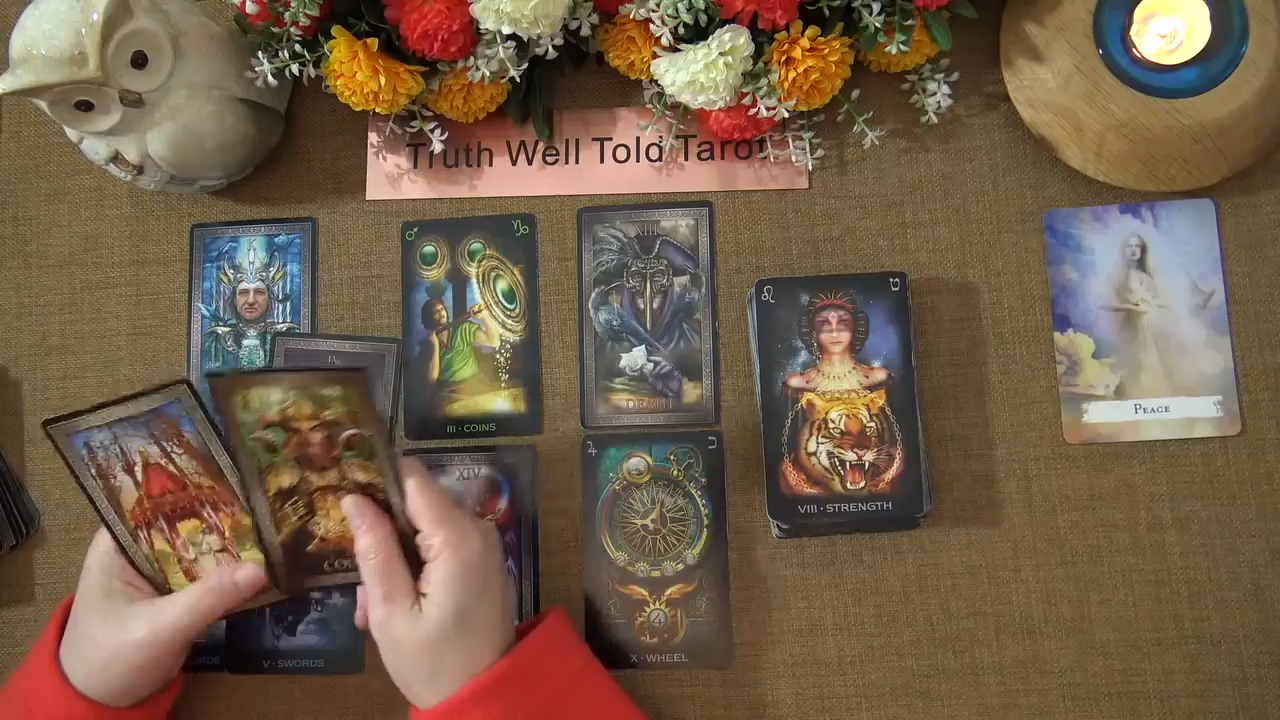 Truth Well Told Tarot
K
III · COINS
XIII
DEATH
VIII · STRENGTH
PEACE
XIV
X · WHEEL
V · SWORDS